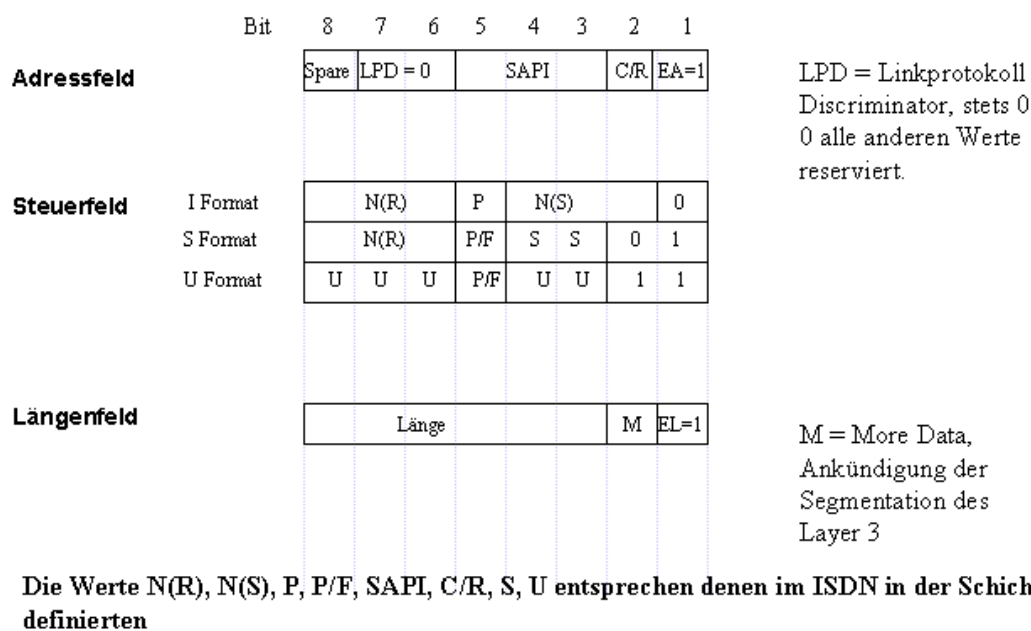 Bit 8 7 6 5 4 3 2 1
Adressfeld Spare LPD = 0 SAPI C/R EA=1
LPD = Linkprotokoll
Discriminator, stets 0
0 alle anderen Werte
reserviert.
Steuerfeld I Format N(R) P N(S) 0
S Format N(R) P/F S S 0 1
U Format U U U P/F U U 1 1
Längenfeld Länge M EL=1
M = More Data,
Ankündigung der
Segmentation des
Layer 3
Die Werte N(R), N(S), P, P/F, SAPI, C/R, S, U entsprechen denen im ISDN in der Schich
definierten